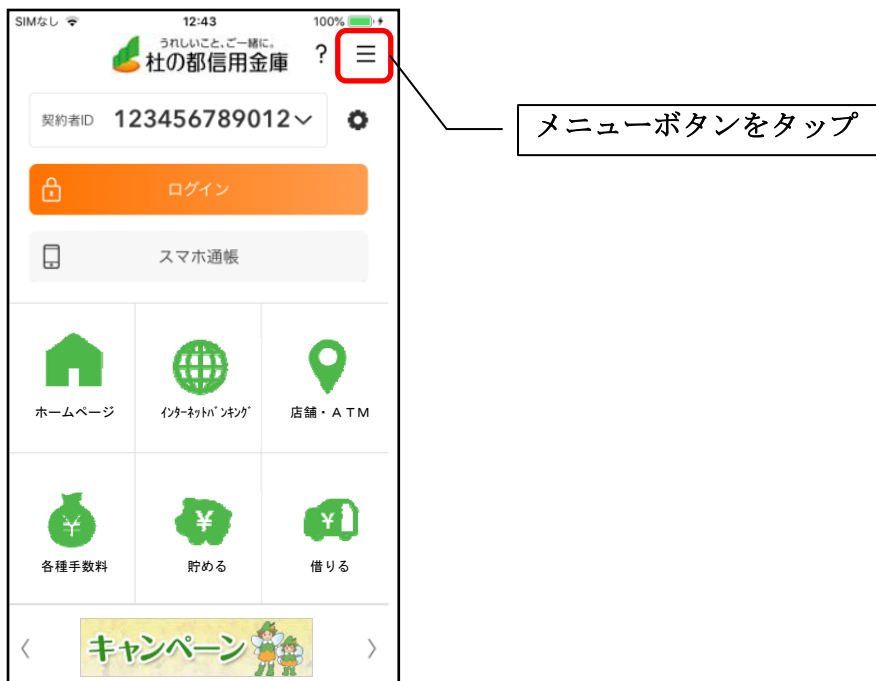 SIMなし 12:43 100%
うれしいこと、ご一緒に。
杜の都信用金庫 ? ≡
メニューボタンをタップ
契約者ID 123456789012
ログイン
スマホ通帳
ホームページ ｲﾝﾀｰﾈｯﾄﾊﾞﾝｷﾝｸﾞ 店舗・ＡＴＭ
¥ ¥ ¥
各種手数料 貯める 借りる
キャンペーン